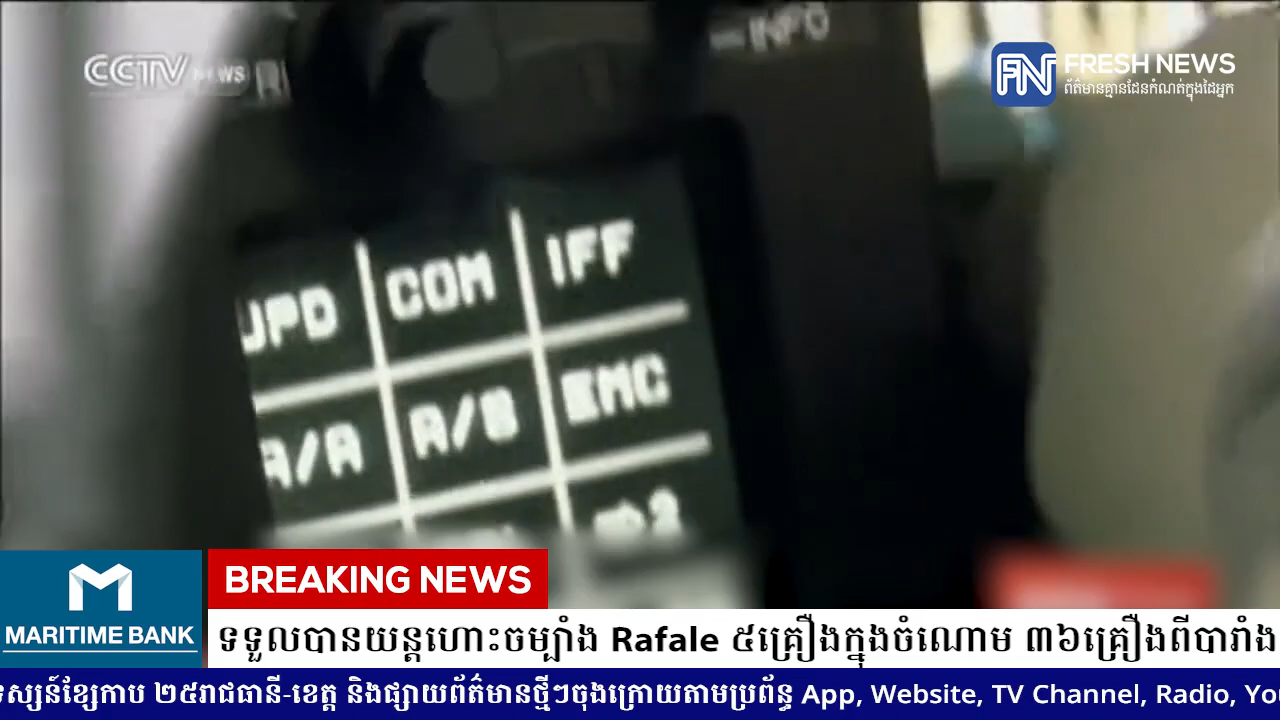 INFO
CCTV NEWS
FRESH NEWS
ព័ត៌មានគ្មានដែនកំណត់ក្នុងដៃអ្នក
JPD COM IFF
A/A A/S EMC
2
BREAKING NEWS
MARITIME BANK
ទទួលបានយន្តហោះចម្បាំង Rafale ៥គ្រឿងក្នុងចំណោម ៣៦គ្រឿងពីបារាំង
ទស្សន៍ខ្សែកាប ២៥រាជធានី-ខេត្ត និងផ្សាយព័ត៌មានថ្មីៗចុងក្រោយតាមប្រព័ន្ធ App, Website, TV Channel, Radio,